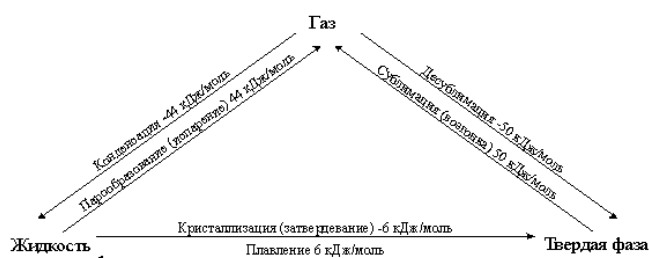 Газ
Конденсация -44 кДж/моль
Парообразование (испарение) 44 кДж/моль
Десублимация -50 кДж/моль
Сублимация (возгонка) 50 кДж/моль
Кристаллизация (затвердевание) -6 кДж/моль
Жидкость
Твердая фаза
Плавление 6 кДж/моль